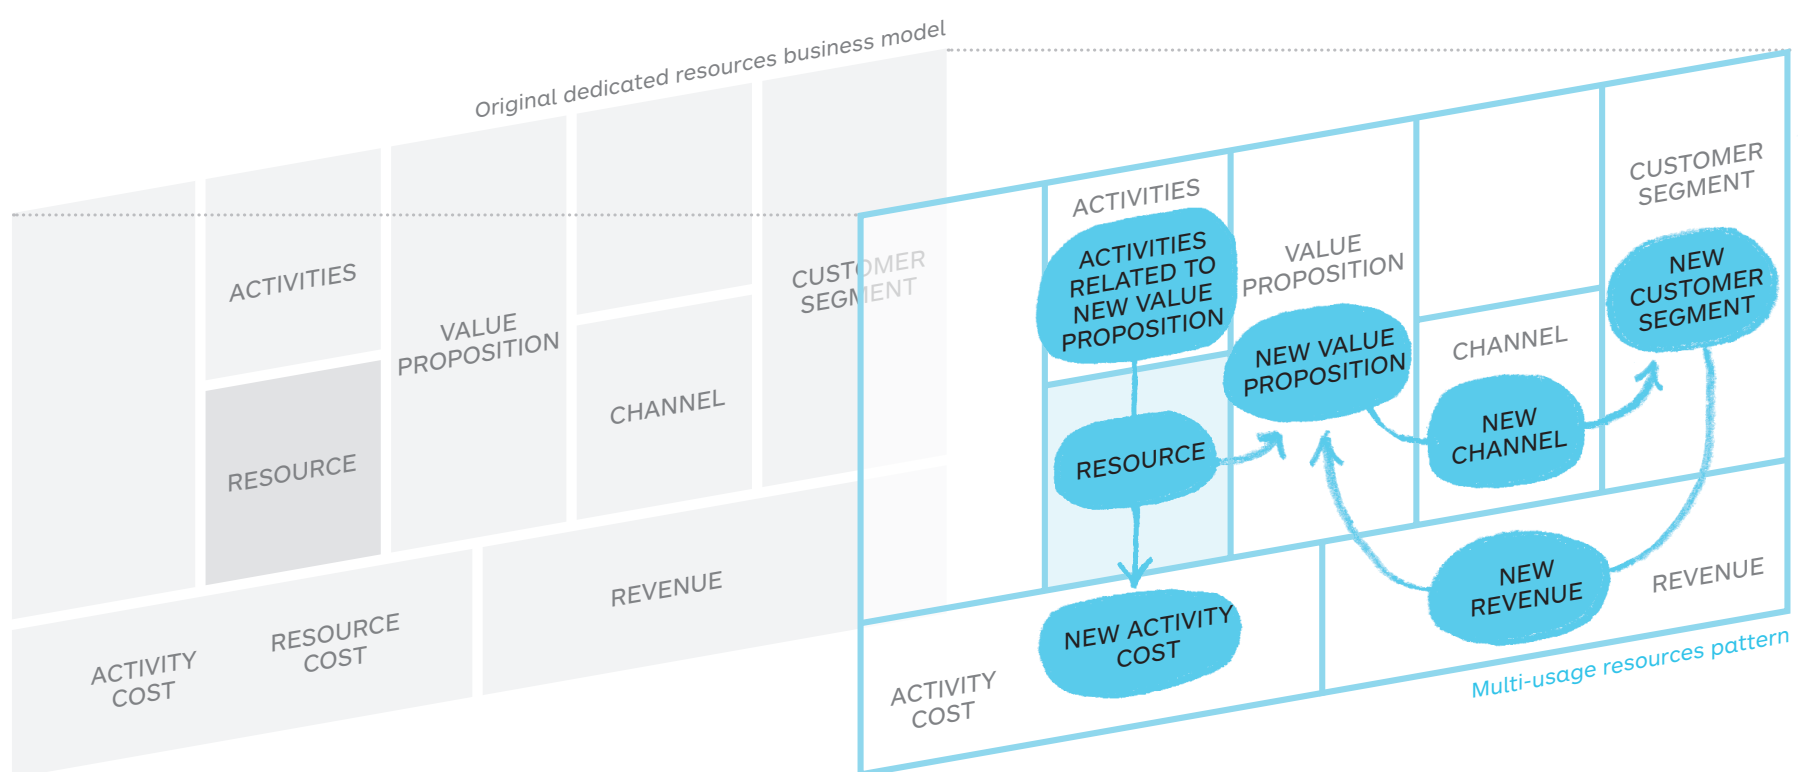 Original dedicated resources business model
ACTIVITIES
RESOURCE
VALUE
PROPOSITION
CHANNEL
CUSTOMER
SEGMENT
ACTIVITY
COST
RESOURCE
COST
REVENUE
ACTIVITIES
ACTIVITIES
RELATED TO
NEW VALUE
PROPOSITION
RESOURCE
VALUE
PROPOSITION
NEW VALUE
PROPOSITION
CHANNEL
NEW
CHANNEL
CUSTOMER
SEGMENT
NEW
CUSTOMER
SEGMENT
ACTIVITY
COST
NEW ACTIVITY
COST
NEW
REVENUE
REVENUE
Multi-usage resources pattern